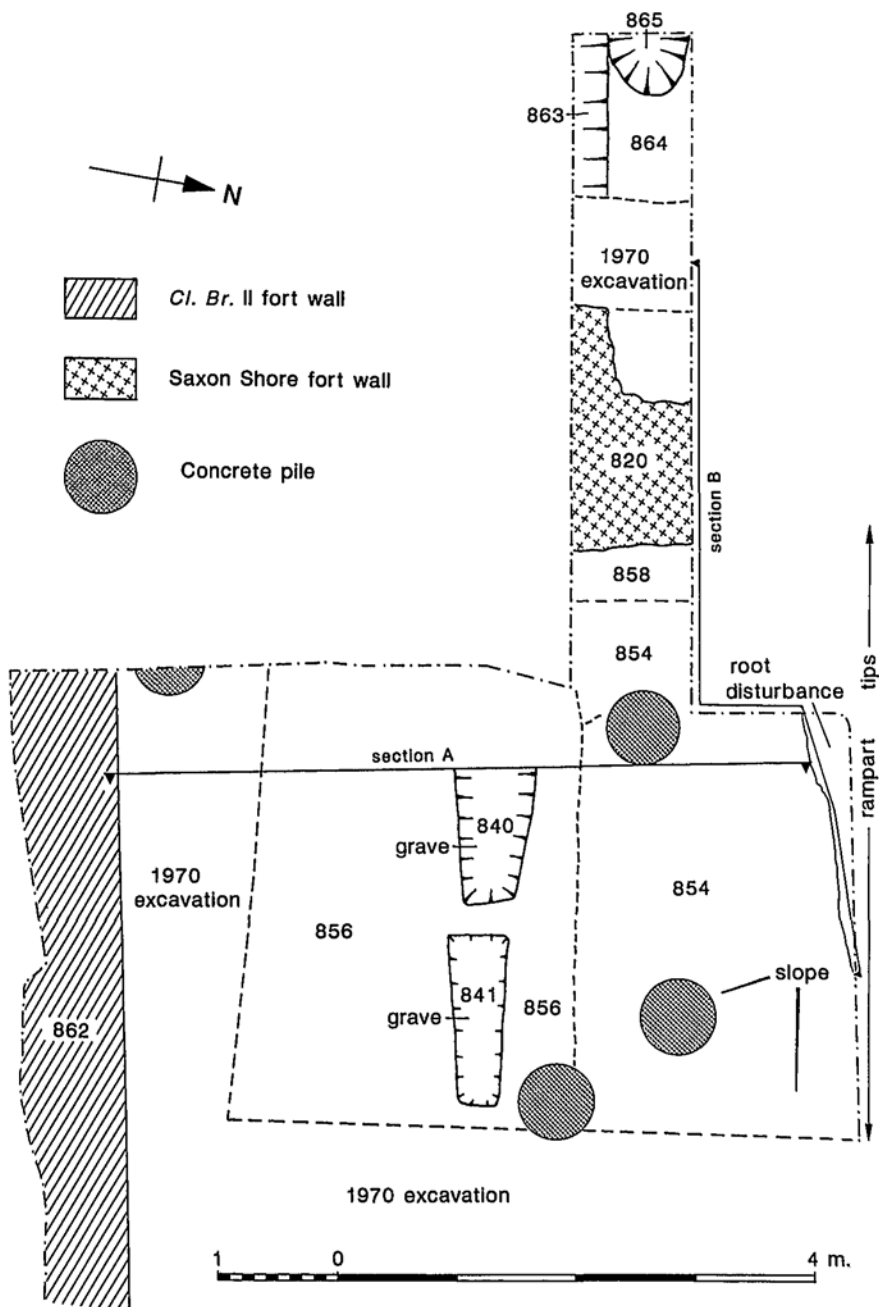 865
863
864
N
1970
excavation
Cl. Br. II fort wall
Saxon Shore fort wall
820
Concrete pile
section B
858
854
root
disturbance
tips
rampart
section A
840
grave
1970
excavation
854
856
slope
841
856
grave
862
1970 excavation
1 0 4 m.